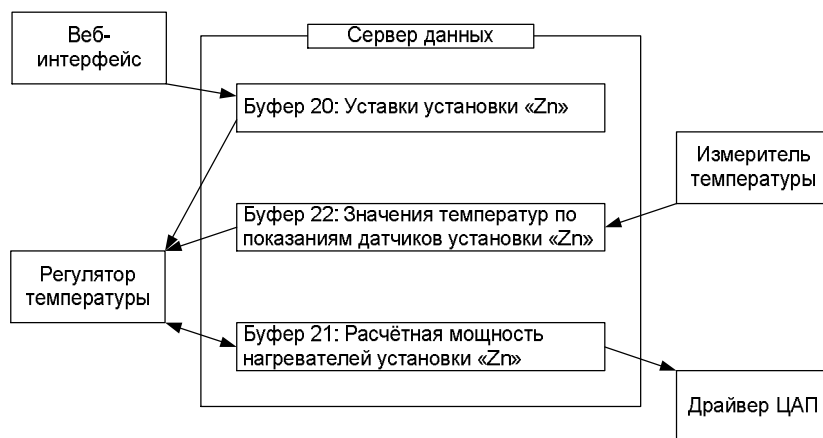 Веб-
интерфейс
Сервер данных
Буфер 20: Уставки установки «Zn»
Измеритель
температуры
Буфер 22: Значения температур по
показаниям датчиков установки «Zn»
Регулятор
температуры
Буфер 21: Расчётная мощность
нагревателей установки «Zn»
Драйвер ЦАП